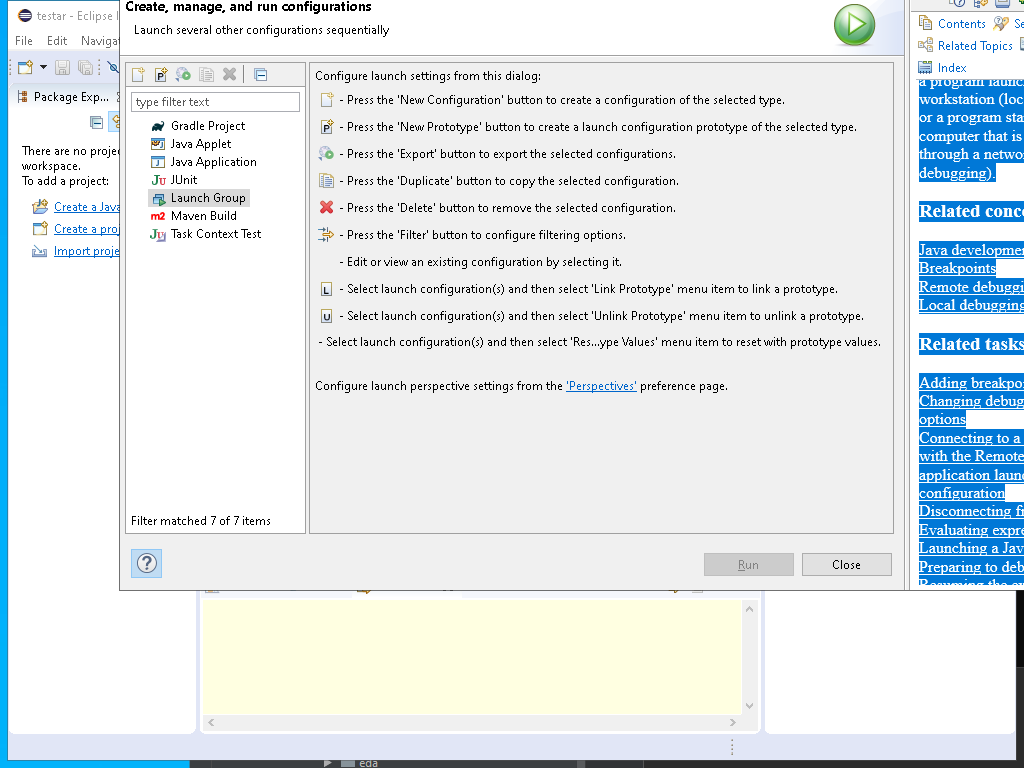 testar - Eclipse I
Create, manage, and run configurations
Launch several other configurations sequentially
File Edit Navigat
Package Exp...
There are no projec
workspace.
To add a project:
Create a Java
Create a proj
Import proje
type filter text
Gradle Project
Java Applet
Java Application
JUnit
Launch Group
Maven Build
Task Context Test
Filter matched 7 of 7 items
Configure launch settings from this dialog:
- Press the 'New Configuration' button to create a configuration of the selected type.
- Press the 'New Prototype' button to create a launch configuration prototype of the selected type.
- Press the 'Export' button to export the selected configurations.
- Press the 'Duplicate' button to copy the selected configuration.
- Press the 'Delete' button to remove the selected configuration.
- Press the 'Filter' button to configure filtering options.
- Edit or view an existing configuration by selecting it.
- Select launch configuration(s) and then select 'Link Prototype' menu item to link a prototype.
- Select launch configuration(s) and then select 'Unlink Prototype' menu item to unlink a prototype.
- Select launch configuration(s) and then select 'Res...ype Values' menu item to reset with prototype values.
Configure launch perspective settings from the 'Perspectives' preference page.
Run
Close
Contents Se
Related Topics
Index
a program launc
workstation (loc
or a program sta
computer that is
through a netwo
debugging).
Related conce
Java developmen
Breakpoints
Remote debuggi
Local debugging
Related tasks
Adding breakpoi
Changing debug
options
Connecting to a
with the Remote
application laun
configuration
Disconnecting fr
Evaluating expre
Launching a Jav
Preparing to deb
Resuming the ex
eda